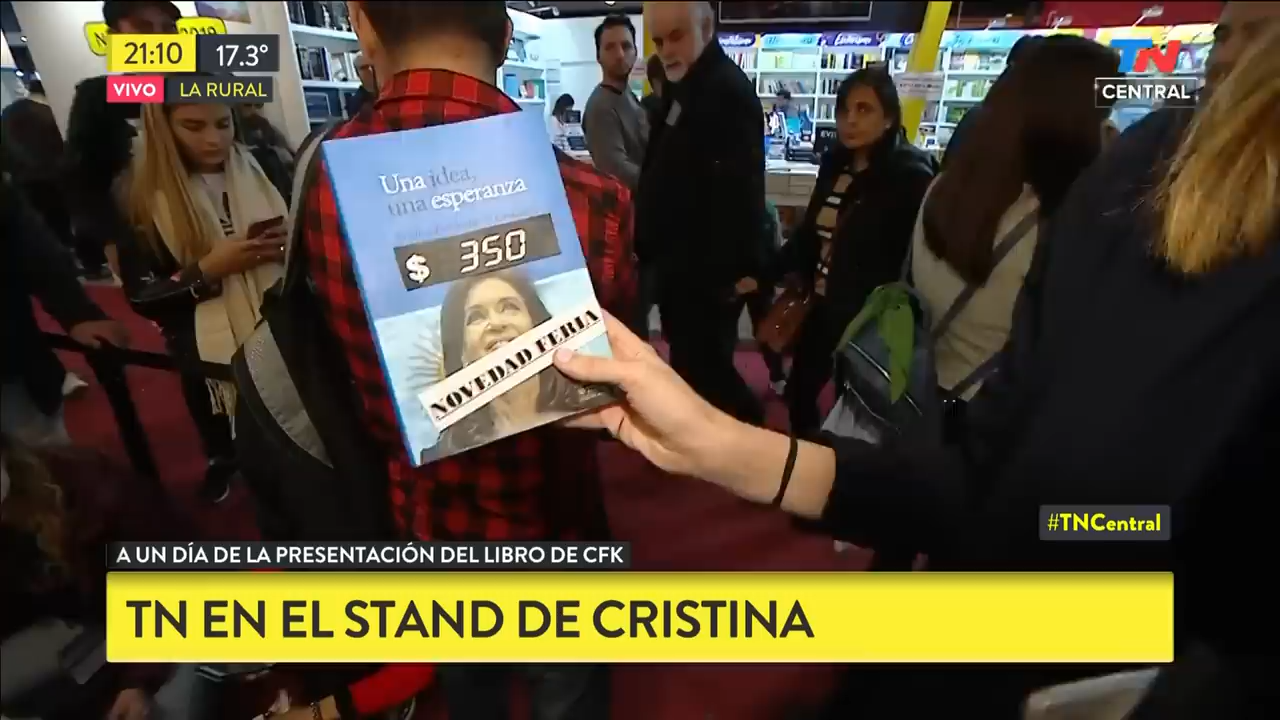 21:10
17.3°
VIVO
LA RURAL
TN
CENTRAL
Una idea,
una esperanza
$ 350
NOVEDAD FERIA
#TNCentral
A UN DÍA DE LA PRESENTACIÓN DEL LIBRO DE CFK
TN EN EL STAND DE CRISTINA